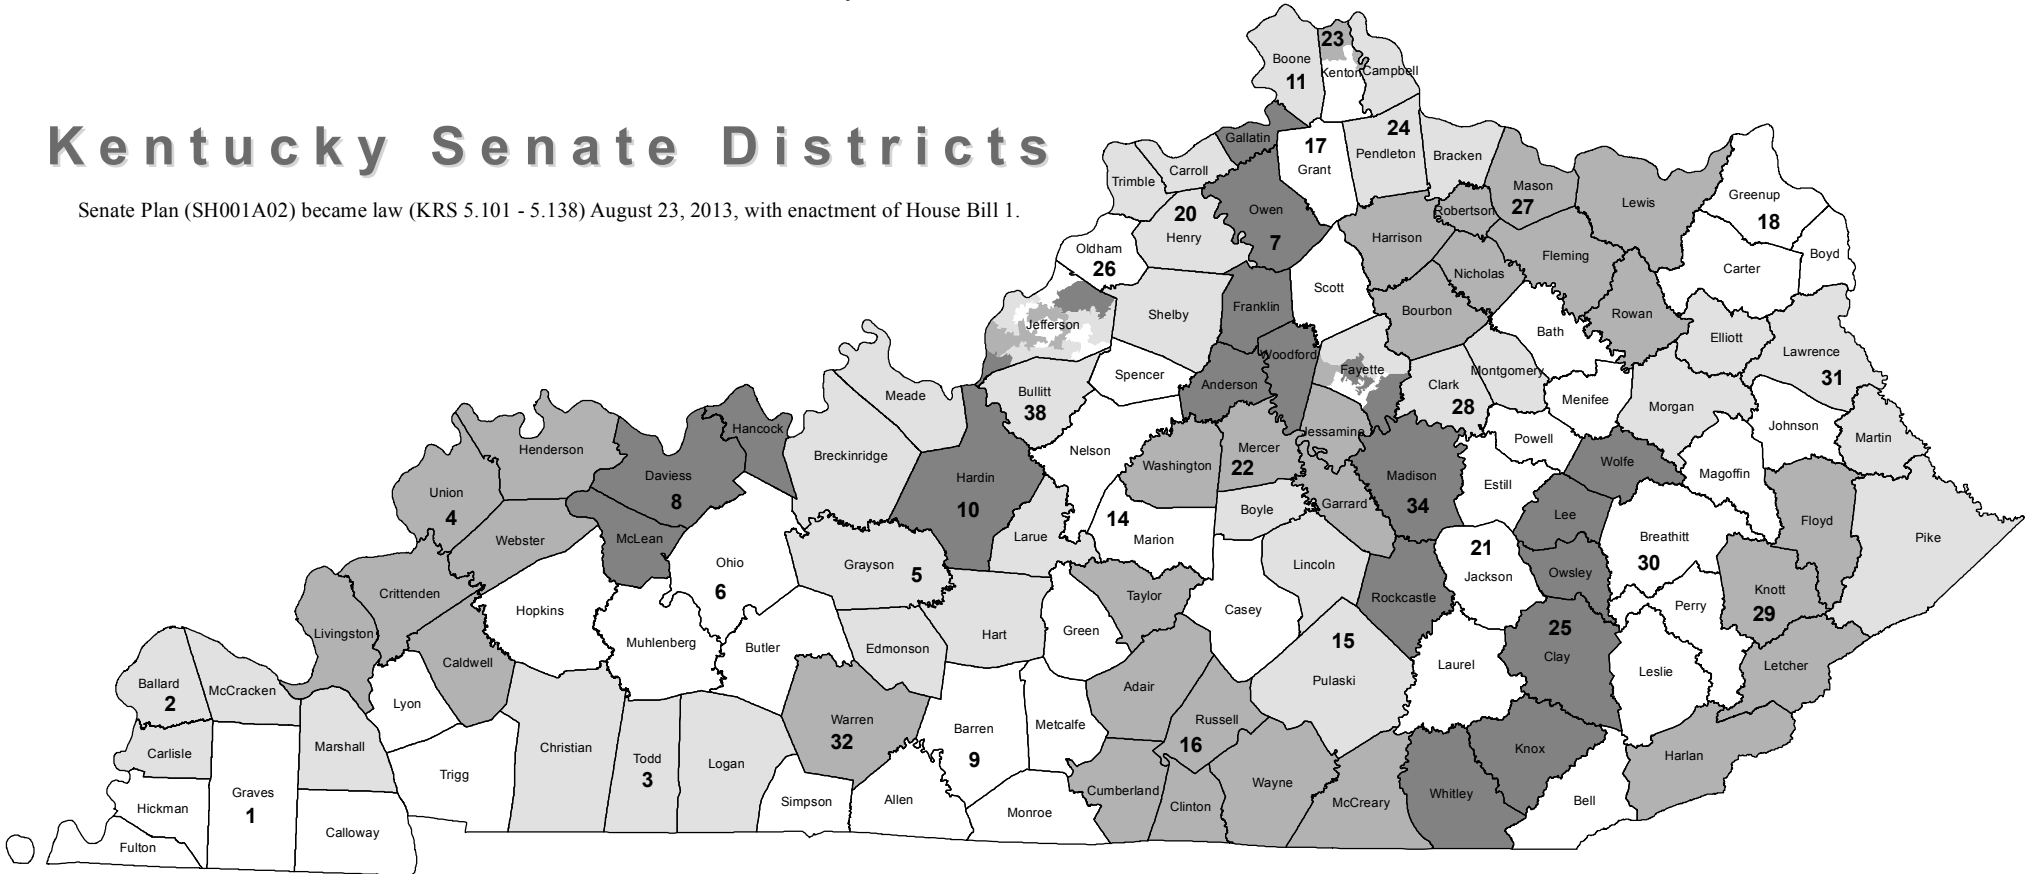 Kentucky Senate Districts
Senate Plan (SH001A02) became law (KRS 5.101 - 5.138) August 23, 2013, with enactment of House Bill 1.
23
Boone
11
Kenton
Campbell
Gallatin
17
Grant
24
Pendleton
Bracken
Trimble
Carroll
Mason
27
Robertson
Lewis
Greenup
18
Owen
7
20
Henry
Oldham
26
Harrison
Fleming
Nicholas
Carter
Boyd
Scott
Franklin
Shelby
Jefferson
Bourbon
Rowan
Bath
Elliott
Lawrence
31
Woodford
Fayette
Montgomery
Spencer
Anderson
Clark
28
Menifee
Morgan
Bullitt
38
Meade
Johnson
Martin
Jessamine
Powell
Hancock
Nelson
Washington
Mercer
22
Henderson
Breckinridge
Daviess
8
Hardin
10
Madison
34
Wolfe
Magoffin
Estill
Union
4
Garrard
Boyle
Lee
Floyd
14
Marion
Larue
Webster
McLean
Pike
Breathitt
30
21
Jackson
Ohio
6
Grayson
5
Lincoln
Owsley
Crittenden
Taylor
Rockcastle
Knott
29
Hopkins
Casey
Perry
Livingston
Muhlenberg
Butler
Hart
Green
15
Pulaski
25
Clay
Edmonson
Caldwell
Laurel
Leslie
Letcher
Ballard
2
McCracken
Adair
Lyon
Warren
32
Russell
16
Barren
9
Metcalfe
Carlisle
Marshall
Christian
Todd
3
Logan
Knox
Harlan
Trigg
Wayne
Graves
1
Cumberland
Whitley
Simpson
Allen
Bell
Hickman
Monroe
Clinton
McCreary
Calloway
Fulton